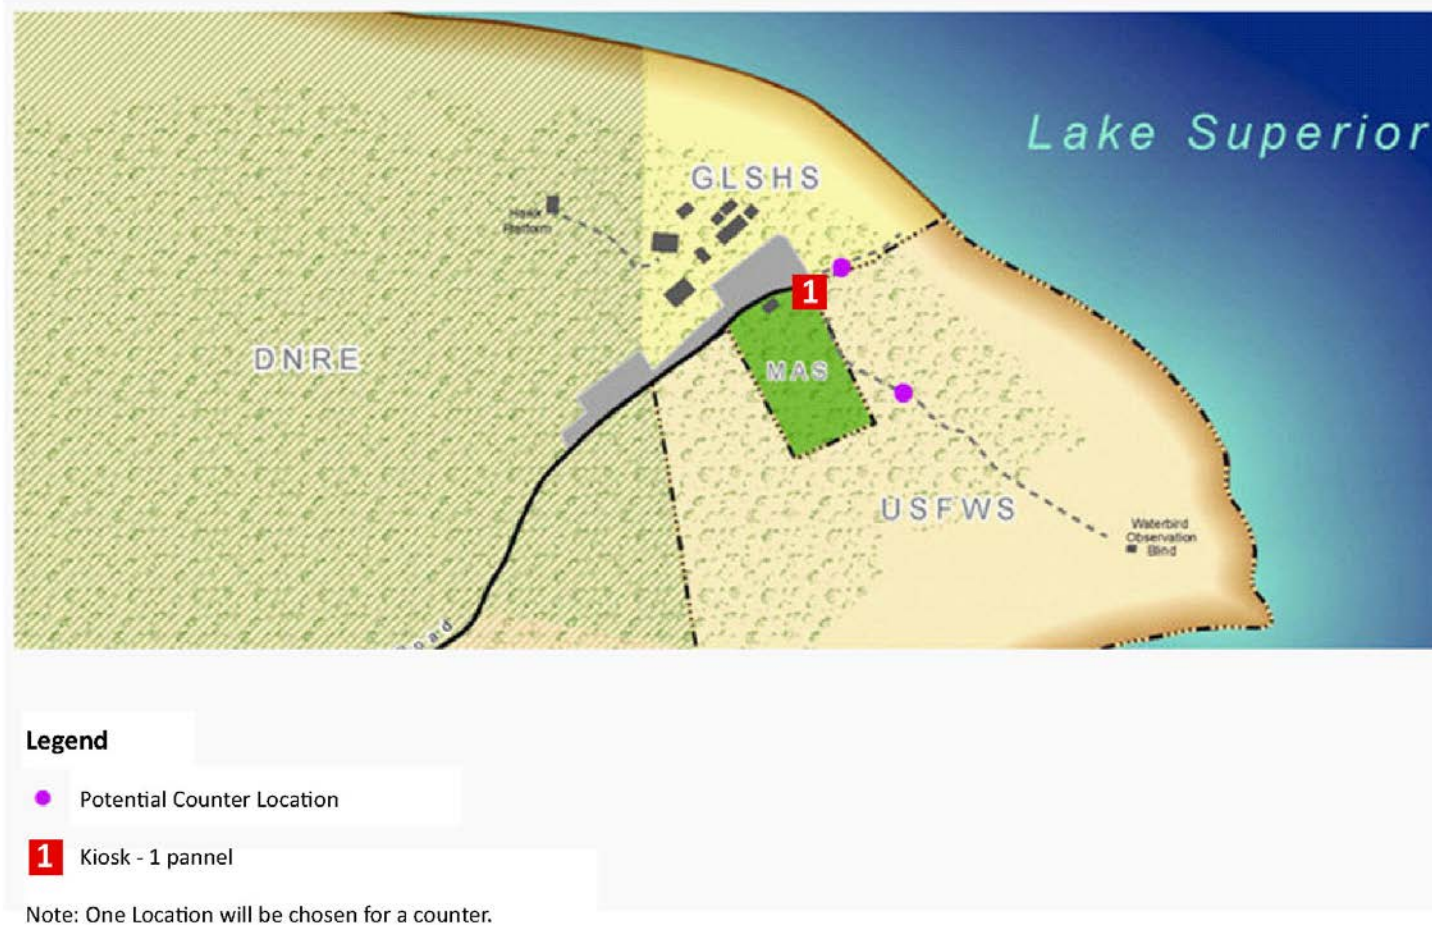 Lake Superior
GLSHS
Hawk
Platform
1
DNRE
MAS
USFWS
Waterbird
Observation
Blind
oad
Legend
Potential Counter Location
1 Kiosk - 1 pannel
Note: One Location will be chosen for a counter.